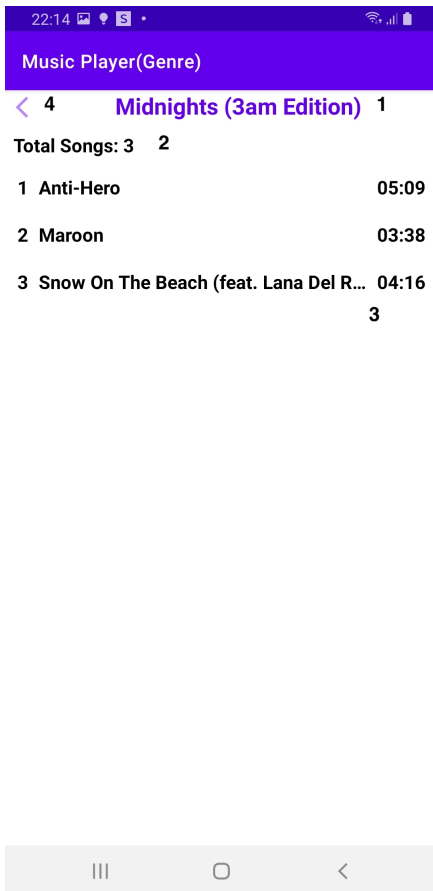 22:14 S
Music Player(Genre)
4 Midnights (3am Edition) 1
Total Songs: 3 2
1 Anti-Hero 05:09
2 Maroon 03:38
3 Snow On The Beach (feat. Lana Del R... 04:16
3